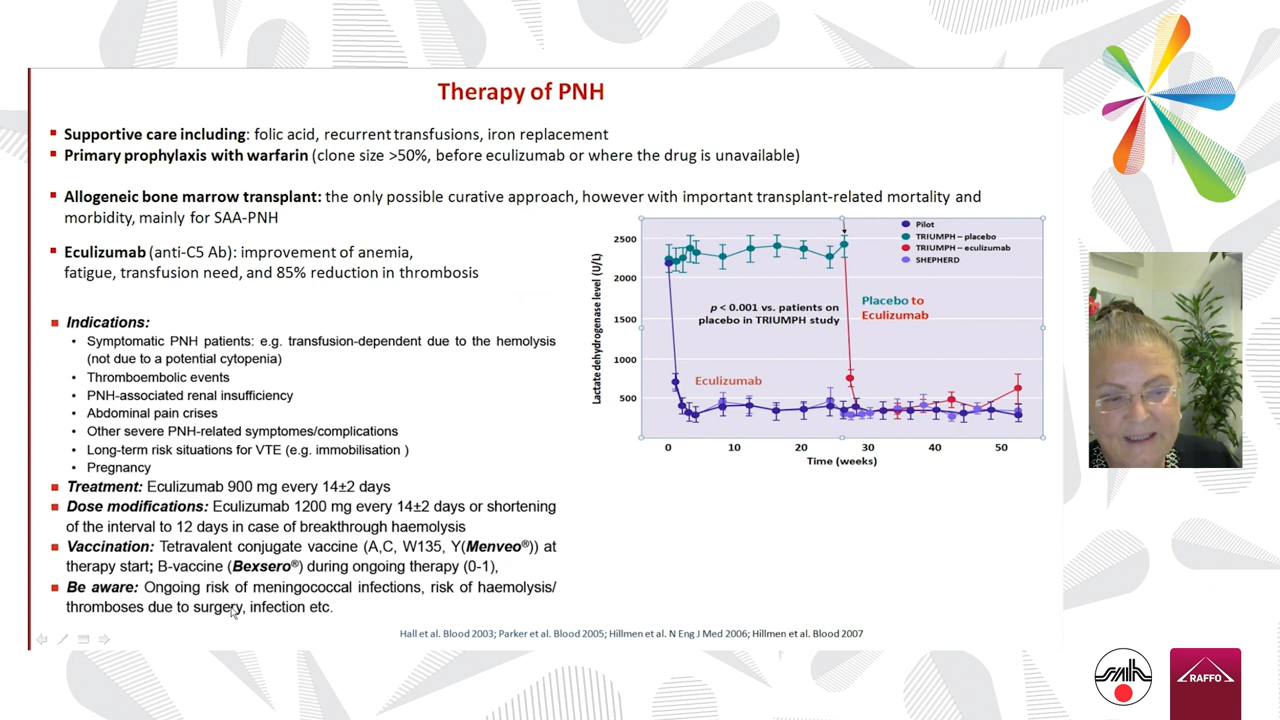 Therapy of PNH
▪ Supportive care including: folic acid, recurrent transfusions, iron replacement
▪ Primary prophylaxis with warfarin (clone size >50%, before eculizumab or where the drug is unavailable)
▪ Allogeneic bone marrow transplant: the only possible curative approach, however with important transplant-related mortality and
morbidity, mainly for SAA-PNH
▪ Eculizumab (anti-C5 Ab): improvement of anemia,
fatigue, transfusion need, and 85% reduction in thrombosis
▪ Indications:
• Symptomatic PNH patients: e.g. transfusion-dependent due to the hemolysis
(not due to a potential cytopenia)
• Thromboembolic events
• PNH-associated renal insufficiency
• Abdominal pain crises
• Other severe PNH-related symptomes/complications
• Long-term risk situations for VTE (e.g. immobilisation )
• Pregnancy
▪ Treatment: Eculizumab 900 mg every 14±2 days
▪ Dose modifications: Eculizumab 1200 mg every 14±2 days or shortening
of the interval to 12 days in case of breakthrough haemolysis
▪ Vaccination: Tetravalent conjugate vaccine (A,C, W135, Y(Menveo®)) at
therapy start; B-vaccine (Bexsero®) during ongoing therapy (0-1),
▪ Be aware: Ongoing risk of meningococcal infections, risk of haemolysis/
thromboses due to surgery, infection etc.
Lactate dehydrogenase level (U/L)
2500
2000
1500
1000
500
Pilot
TRIUMPH – placebo
TRIUMPH – eculizumab
SHEPHERD
p < 0.001 vs. patients on
placebo in TRIUMPH study
Placebo to
Eculizumab
Eculizumab
0 10 20 30 40 50
Time (weeks)
Hall et al. Blood 2003; Parker et al. Blood 2005; Hillmen et al. N Eng J Med 2006; Hillmen et al. Blood 2007
RAFFO